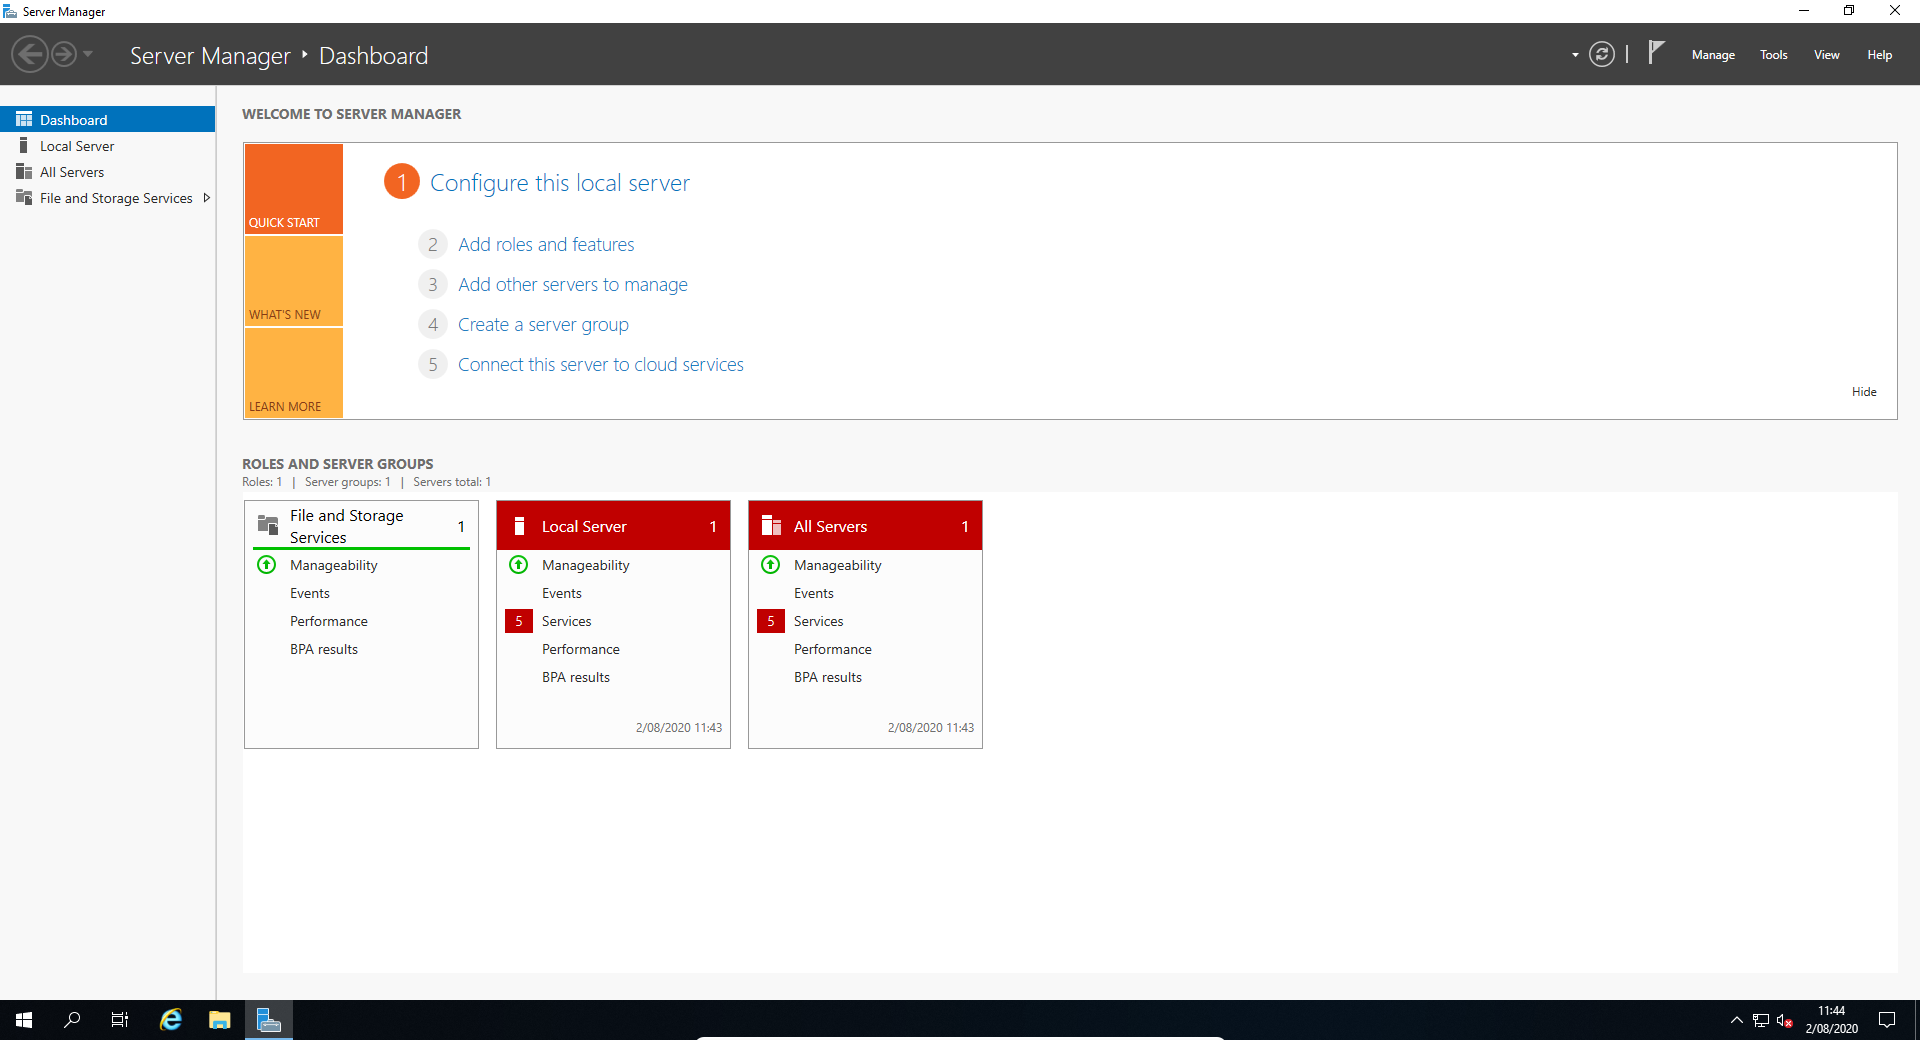 Server Manager
Server Manager Dashboard
Manage Tools View Help
Dashboard
Local Server
All Servers
File and Storage Services
WELCOME TO SERVER MANAGER
QUICK START
WHAT'S NEW
LEARN MORE
1 Configure this local server
2 Add roles and features
3 Add other servers to manage
4 Create a server group
5 Connect this server to cloud services
Hide
ROLES AND SERVER GROUPS
Roles: 1 | Server groups: 1 | Servers total: 1
File and Storage
Services
1
Manageability
Events
Performance
BPA results
Local Server 1
Manageability
Events
5 Services
Performance
BPA results
2/08/2020 11:43
All Servers 1
Manageability
Events
5 Services
Performance
BPA results
2/08/2020 11:43
11:44
2/08/2020